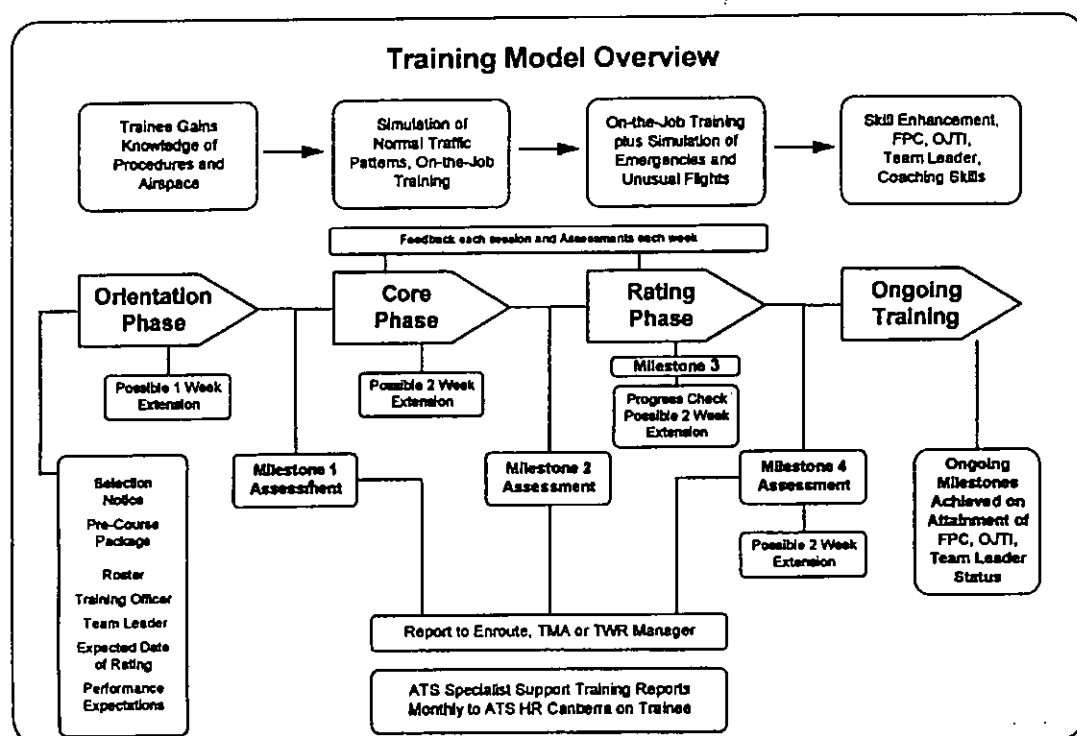 Training Model Overview
Trainee Gains
Knowledge of
Procedures and
Airspace
Simulation of
Normal Traffic
Patterns, On-the-Job
Training
On-the-Job Training
plus Simulation of
Emergencies and
Unusual Flights
Skill Enhancement,
FPC, OJTI,
Team Leader,
Coaching Skills
Feedback each session and Assessments each week
Orientation
Phase
Core
Phase
Rating
Phase
Ongoing
Training
Possible 1 Week
Extension
Possible 2 Week
Extension
Milestone 3
Progress Check
Possible 2 Week
Extension
Milestone 1
Assessment
Milestone 2
Assessment
Milestone 4
Assessment
Possible 2 Week
Extension
Ongoing
Milestones
Achieved on
Attainment of
FPC, OJTI,
Team Leader
Status
Selection
Notice
Pre-Course
Package
Roster
Training Officer
Team Leader
Expected Date
of Rating
Performance
Expectations
Report to Enroute, TMA or TWR Manager
ATS Specialist Support Training Reports
Monthly to ATS HR Canberra on Trainee